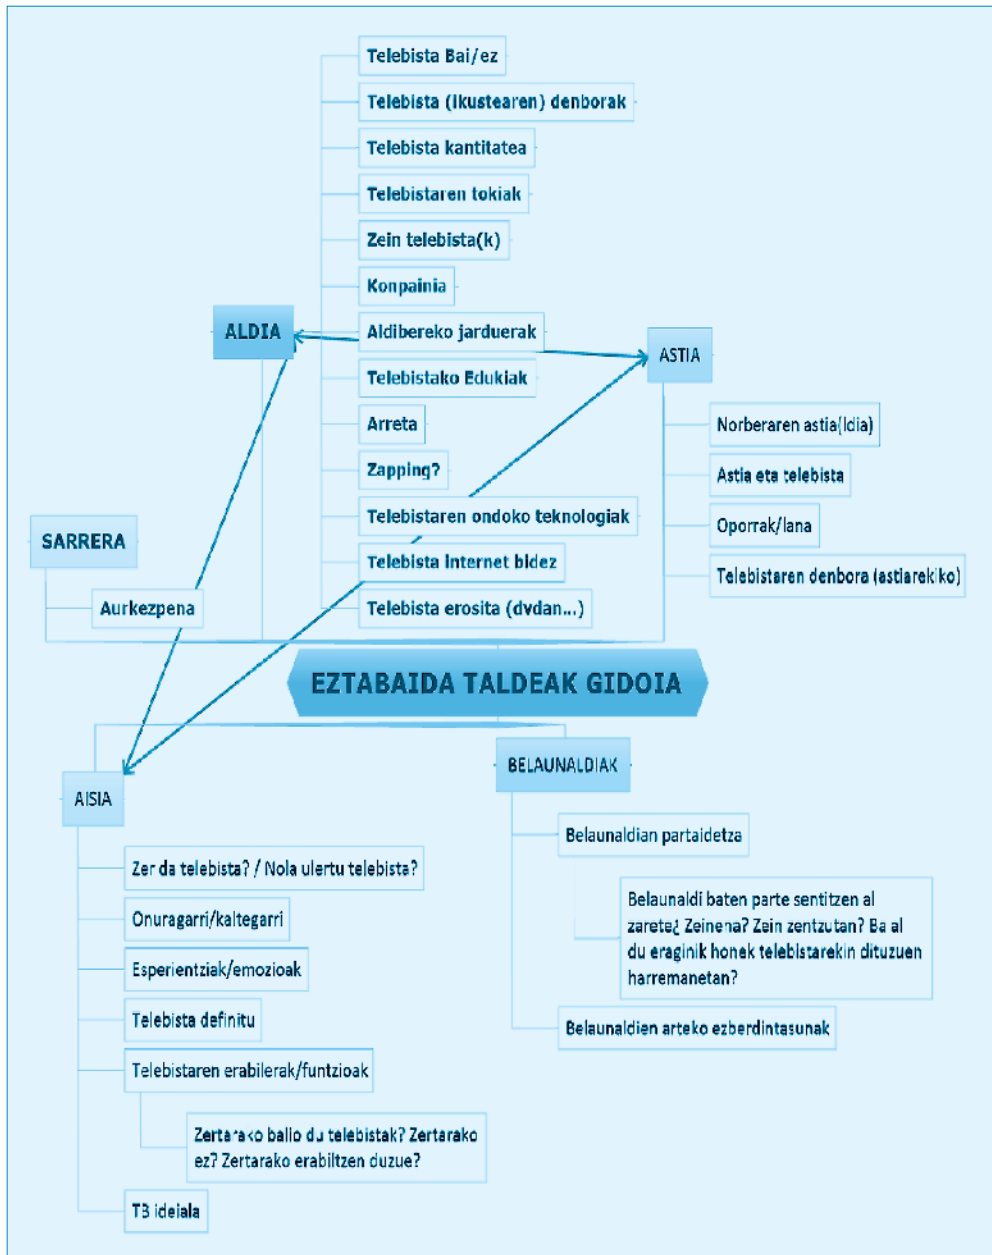 Telebista Bai/ez
Telebista (ikustearen) denborak
Telebista kantitatea
Telebistaren tokiak
Zein telebista(k)
Konpainia
ALDIA
Aldibereko jarduerak
Telebistako Edukiak
Arreta
Zapping?
Telebistaren ondoko teknologiak
Telebista internet bidez
Telebista erosita (dvdan...)
ASTIA
Norberaren astia(ldia)
Astia eta telebista
Oporrak/lana
Telebistaren denbora (astiarekiko)
SARRERA
Aurkezpena
EZTABAIDA TALDEAK GIDOIA
AISIA
Zer da telebista? / Nola ulertu telebista?
Onuragarri/kaltegarri
Esperientziak/emozioak
Telebista definitu
Telebistaren erabilerak/funtzioak
Zertarako balio du telebistak? Zertarako
ez? Zertarako erabiltzen duzue?
TB ideiala
BELAUNALDIAK
Belaunaldian partaidetza
Belaunaldi baten parte sentitzen al
zarete¿ Zeinena? Zein zentzutan? Ba al
du eraginik honek telebistarekin dituzuen
harremanetan?
Belaunaldien arteko ezberdintasunak